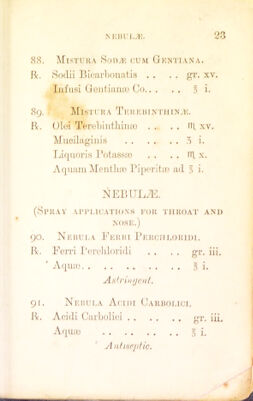 NEBULÆ. 23
88. MISTURA SODÆ CUM GENTIANA.
℞. Sodii Bicarbonatis . . . . gr. xv.
Infusi Gentianæ Co. . . . ℥ i.
89. MISTURA TEREBINTHINÆ.
℞. Olei Terebinthinæ . . . . ♏ xv.
Mucilaginis . . . . . . ʒ i.
Liquoris Potassæ . . . . ♏ x.
Aquam Menthæ Piperitæ ad ℥ i.
NEBULÆ.
(SPRAY APPLICATIONS FOR THROAT AND
NOSE.)
90. NEBULA FERRI PERCHLORIDI.
℞. Ferri Perchloridi . . . . gr. iii.
Aquæ . . . . . . . . ℥ i.
Astringent.
91. NEBULA ACIDI CARBOLICI.
℞. Acidi Carbolici . . . . . . gr. iii.
Aquæ . . . . . . . . ℥ i.
Antiseptic.